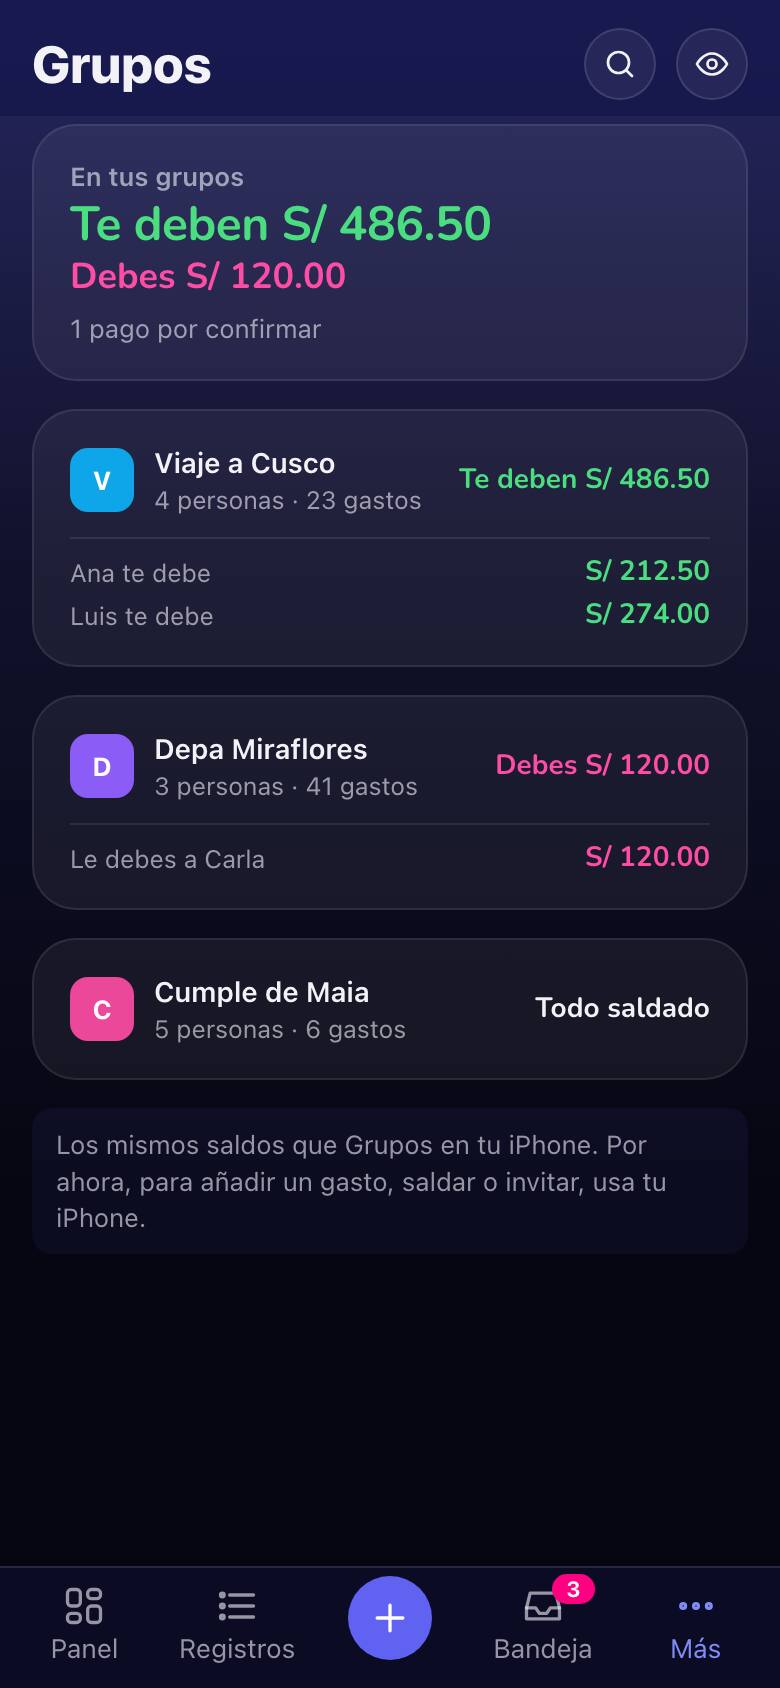 Grupos
En tus grupos
Te deben S/ 486.50
Debes S/ 120.00
1 pago por confirmar
V
Viaje a Cusco
4 personas · 23 gastos
Te deben S/ 486.50
Ana te debe S/ 212.50
Luis te debe S/ 274.00
D
Depa Miraflores
3 personas · 41 gastos
Debes S/ 120.00
Le debes a Carla S/ 120.00
C
Cumple de Maia
5 personas · 6 gastos
Todo saldado
Los mismos saldos que Grupos en tu iPhone. Por
ahora, para añadir un gasto, saldar o invitar, usa tu
iPhone.
3
Panel Registros Bandeja Más